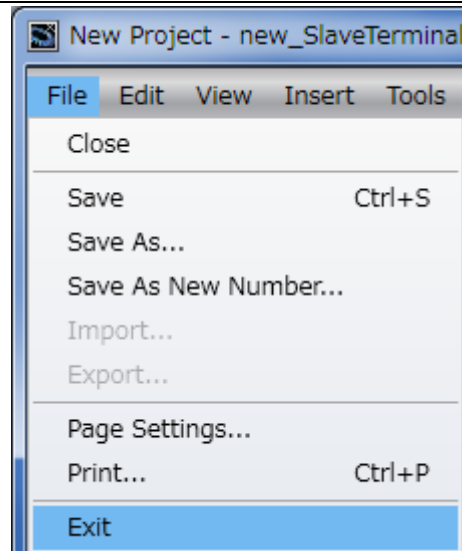 New Project - new_SlaveTerminal
File Edit View Insert Tools
Close
Save Ctrl+S
Save As...
Save As New Number...
Import...
Export...
Page Settings...
Print... Ctrl+P
Exit